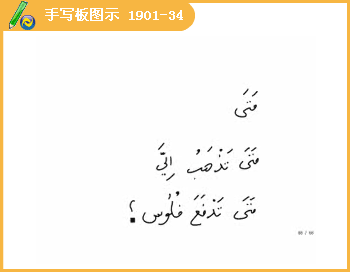 手写板图示 1901-34
مَتَى
مَتَى تَذْهَبُ اِلَيَّ
مَتَى تَدْفَعَ فُلُوس ؟